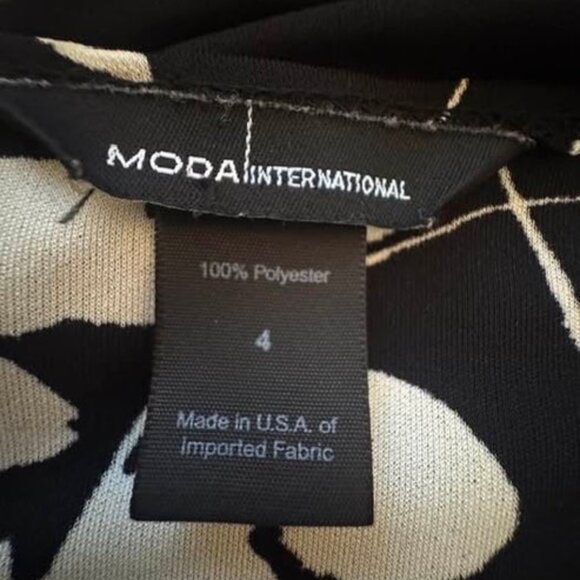 MODA INTERNATIONAL
100% Polyester
4
Made in U.S.A. of
Imported Fabric